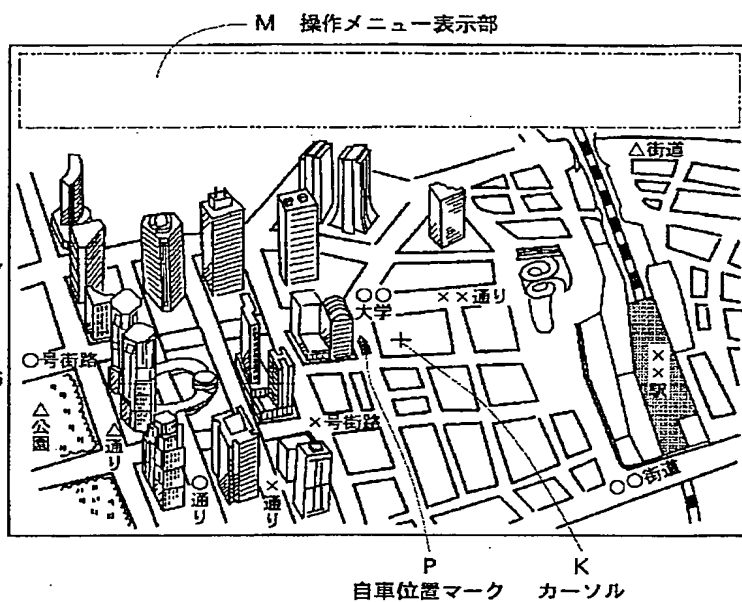 M 操作メニュー表示部
△街道
○○大学
××通り
○号街路
××駅
△公園
△通り
×号街路
○通り
×通り
○○街道
P
自車位置マーク
K
カーソル